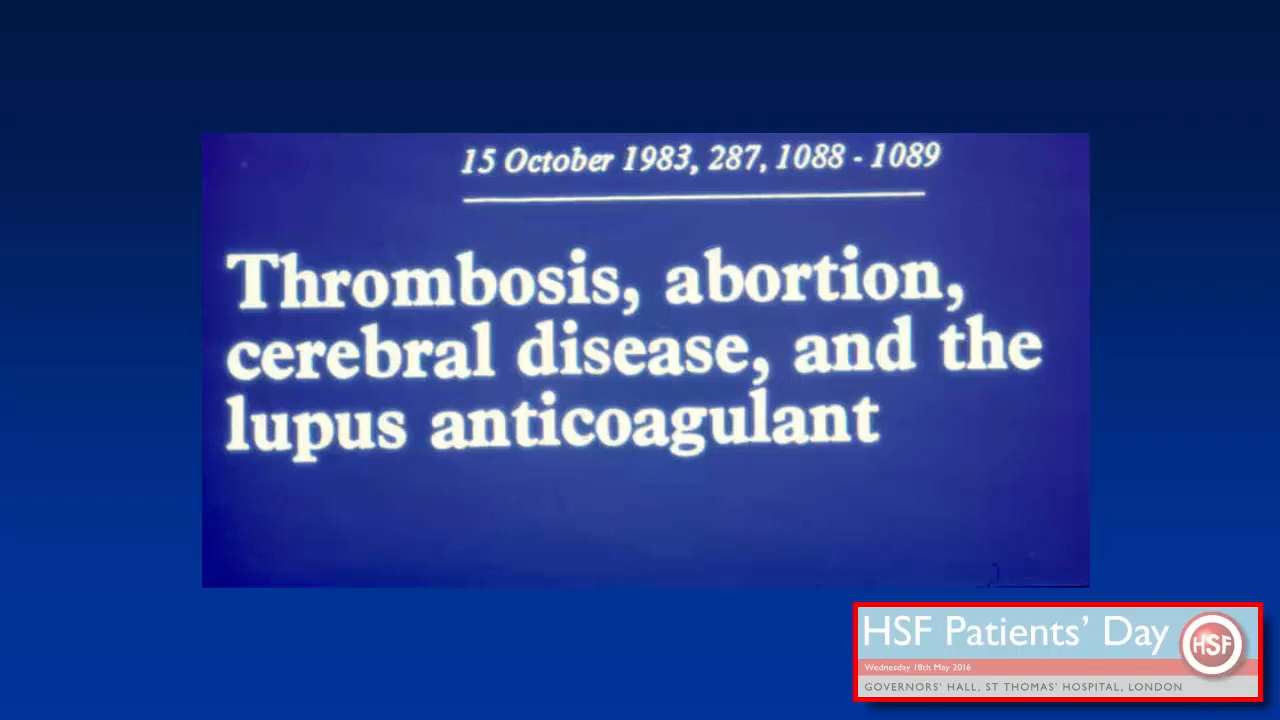 15 October 1983, 287, 1088 - 1089
Thrombosis, abortion,
cerebral disease, and the
lupus anticoagulant
HSF Patients’ Day
HSF
Wednesday 18th May 2016
GOVERNORS’ HALL, ST THOMAS’ HOSPITAL, LONDON